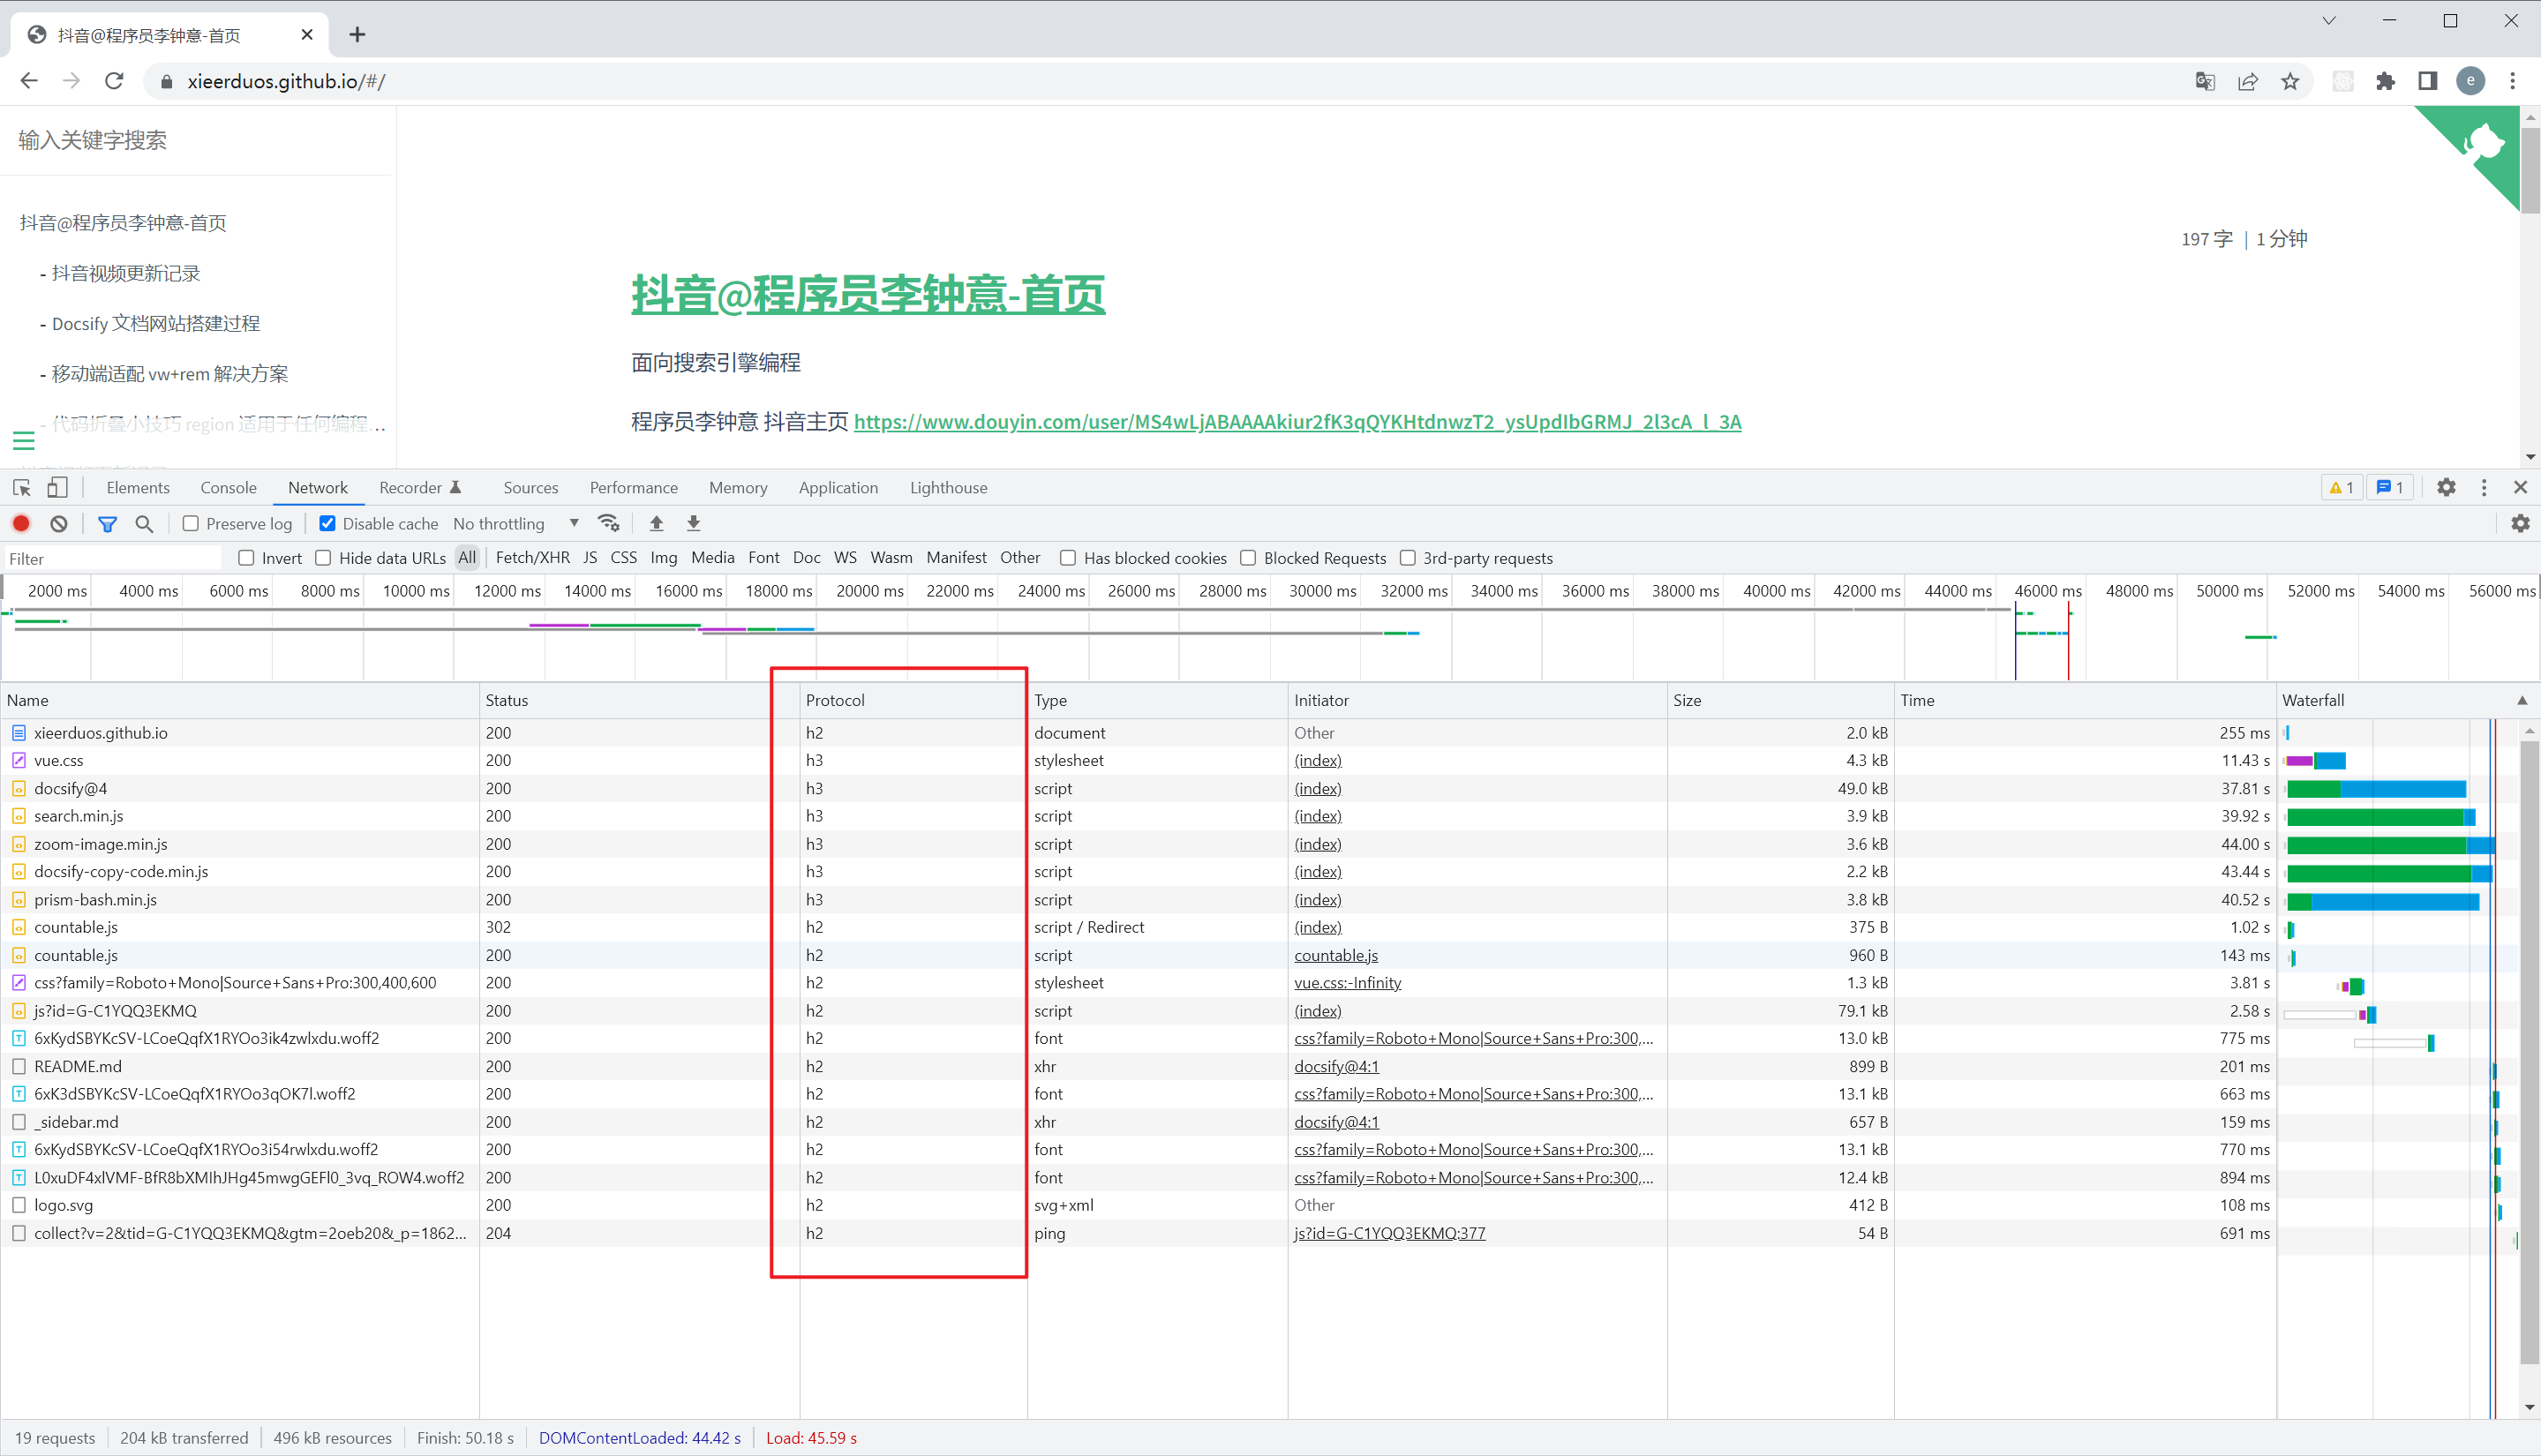 抖音@程序员李钟意-首页
xieerduos.github.io/#/
e
输入关键字搜索
抖音@程序员李钟意-首页
- 抖音视频更新记录
- Docsify 文档网站搭建过程
- 移动端适配 vw+rem 解决方案
- 代码折叠小技巧 region 适用于任何编程...
197 字 | 1 分钟
抖音@程序员李钟意-首页
面向搜索引擎编程
程序员李钟意 抖音主页 https://www.douyin.com/user/MS4wLjABAAAAkiur2fK3qQYKHtdnwzT2_ysUpdIbGRMJ_2l3cA_l_3A
Elements Console Network Recorder Sources Performance Memory Application Lighthouse 1 1
Preserve log Disable cache No throttling
Filter Invert Hide data URLs All Fetch/XHR JS CSS Img Media Font Doc WS Wasm Manifest Other Has blocked cookies Blocked Requests 3rd-party requests
2000 ms 4000 ms 6000 ms 8000 ms 10000 ms 12000 ms 14000 ms 16000 ms 18000 ms 20000 ms 22000 ms 24000 ms 26000 ms 28000 ms 30000 ms 32000 ms 34000 ms 36000 ms 38000 ms 40000 ms 42000 ms 44000 ms 46000 ms 48000 ms 50000 ms 52000 ms 54000 ms 56000 ms
Name Status Protocol Type Initiator Size Time Waterfall
xieerduos.github.io 200 h2 document Other 2.0 kB 255 ms
vue.css 200 h3 stylesheet (index) 4.3 kB 11.43 s
docsify@4 200 h3 script (index) 49.0 kB 37.81 s
search.min.js 200 h3 script (index) 3.9 kB 39.92 s
zoom-image.min.js 200 h3 script (index) 3.6 kB 44.00 s
docsify-copy-code.min.js 200 h3 script (index) 2.2 kB 43.44 s
prism-bash.min.js 200 h3 script (index) 3.8 kB 40.52 s
countable.js 302 h2 script / Redirect (index) 375 B 1.02 s
countable.js 200 h2 script countable.js 960 B 143 ms
css?family=Roboto+Mono|Source+Sans+Pro:300,400,600 200 h2 stylesheet vue.css:-Infinity 1.3 kB 3.81 s
js?id=G-C1YQQ3EKMQ 200 h2 script (index) 79.1 kB 2.58 s
6xKydSBYKcSV-LCoeQqfX1RYOo3ik4zwlxdu.woff2 200 h2 font css?family=Roboto+Mono|Source+Sans+Pro:300,... 13.0 kB 775 ms
README.md 200 h2 xhr docsify@4:1 899 B 201 ms
6xK3dSBYKcSV-LCoeQqfX1RYOo3qOK7l.woff2 200 h2 font css?family=Roboto+Mono|Source+Sans+Pro:300,... 13.1 kB 663 ms
_sidebar.md 200 h2 xhr docsify@4:1 657 B 159 ms
6xKydSBYKcSV-LCoeQqfX1RYOo3i54rwlxdu.woff2 200 h2 font css?family=Roboto+Mono|Source+Sans+Pro:300,... 13.1 kB 770 ms
L0xuDF4xlVMF-BfR8bXMIhJHg45mwgGEFl0_3vq_ROW4.woff2 200 h2 font css?family=Roboto+Mono|Source+Sans+Pro:300,... 12.4 kB 894 ms
logo.svg 200 h2 svg+xml Other 412 B 108 ms
collect?v=2&tid=G-C1YQQ3EKMQ&gtm=2oeb20&_p=1862... 204 h2 ping js?id=G-C1YQQ3EKMQ:377 54 B 691 ms
19 requests 204 kB transferred 496 kB resources Finish: 50.18 s DOMContentLoaded: 44.42 s Load: 45.59 s